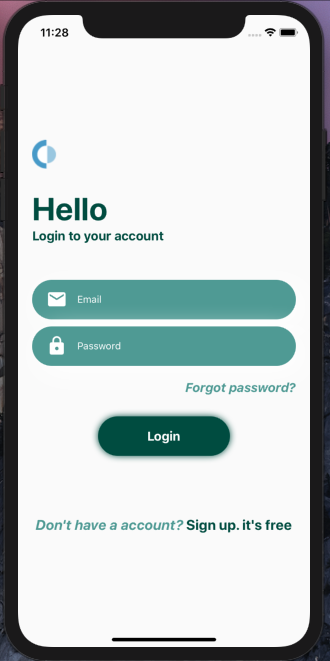 11:28
Hello
Login to your account
Email
Password
Forgot password?
Login
Don't have a account? Sign up. it's free